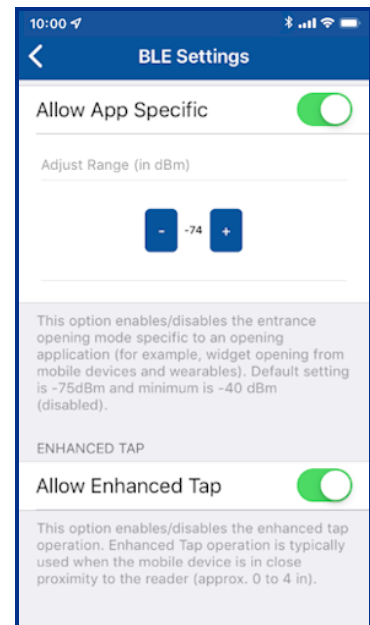 10:00
BLE Settings
Allow App Specific
Adjust Range (in dBm)
- -74 +
This option enables/disables the entrance
opening mode specific to an opening
application (for example, widget opening from
mobile devices and wearables). Default setting
is -75dBm and minimum is -40 dBm
(disabled).
ENHANCED TAP
Allow Enhanced Tap
This option enables/disables the enhanced tap
operation. Enhanced Tap operation is typically
used when the mobile device is in close
proximity to the reader (approx. 0 to 4 in).